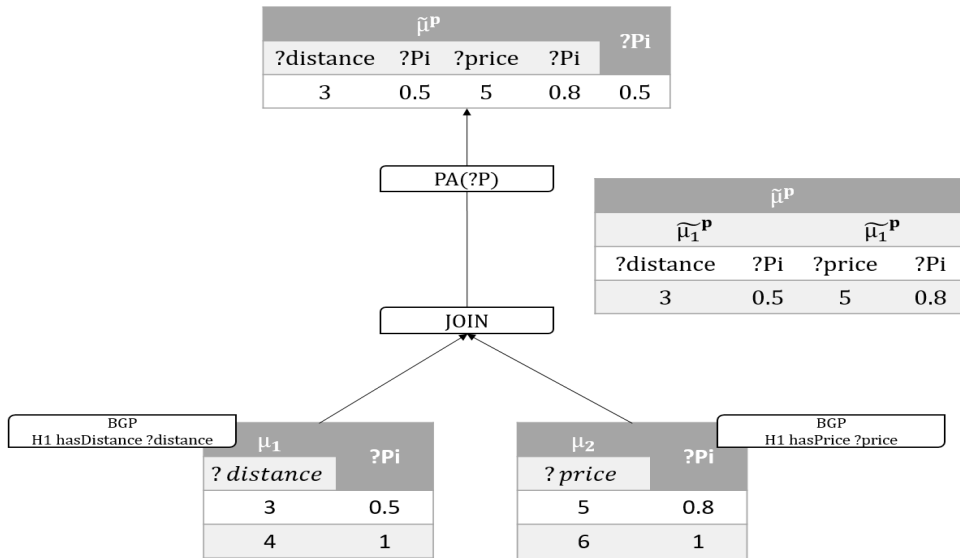 μ̃ᵖ ?Pi
?distance ?Pi ?price ?Pi
3 0.5 5 0.8 0.5
PA(?P)
μ̃ᵖ
μ̃₁ᵖ μ̃₁ᵖ
?distance ?Pi ?price ?Pi
3 0.5 5 0.8
JOIN
BGP
H1 hasDistance ?distance
μ₁ ?Pi
? distance
3 0.5
4 1
μ₂ ?Pi
? price
5 0.8
6 1
BGP
H1 hasPrice ?price